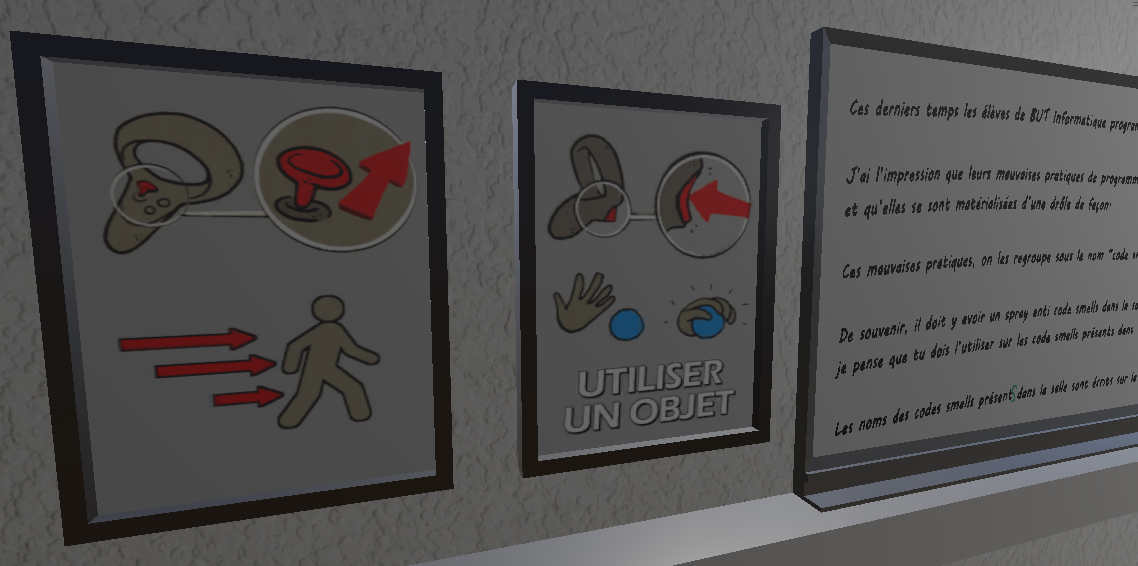 UTILISER
UN OBJET
Ces derniers temps les élèves de BUT Informatique
J'ai l'impression que leurs mauvaises pratiques de
et qu'elles se sont matérialisées d'une drôle de façon:
Ces mauvaises pratiques, on les regroupe sous le nom "code
De souvenir, il doit y avoir un spray anti code smells dans le
je pense que tu dois l'utiliser sur les code smells présents dans
Les noms des codes smells présents dans la salle sont écrits sur le